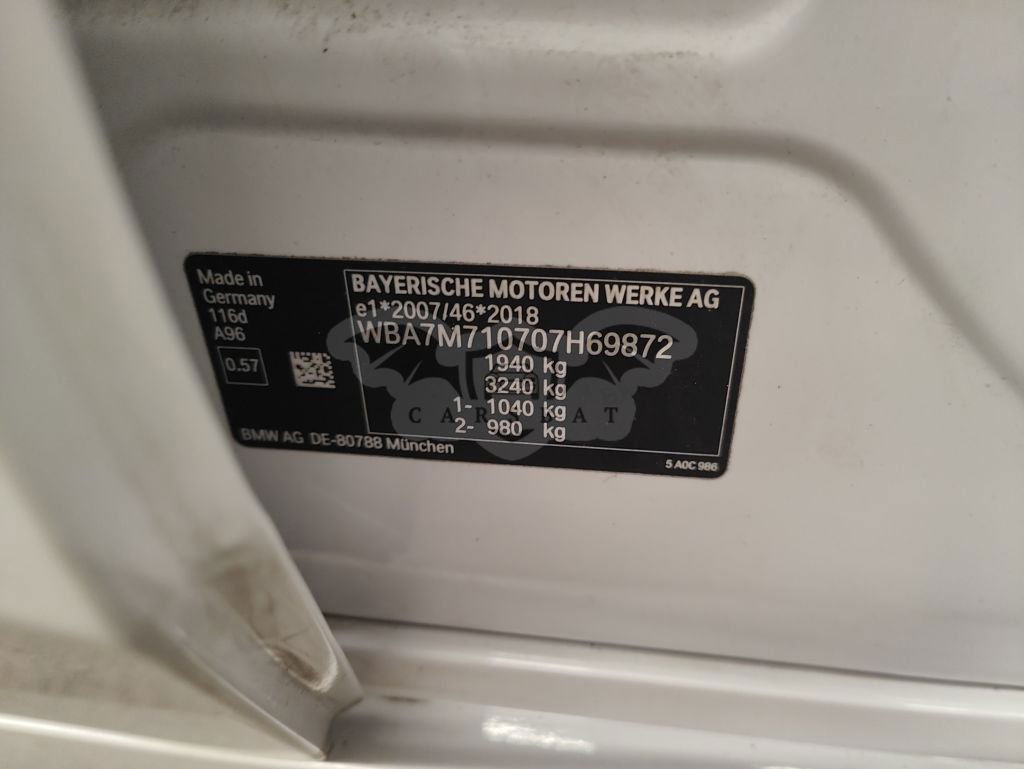 Made in
Germany
116d
A96
0.57
BAYERISCHE MOTOREN WERKE AG
e1*2007/46*2018
WBA7M710707H69872
1940 kg
3240 kg
1- 1040 kg
2- 980 kg
BMW AG DE-80788 München
5 A0C 986
CARSBAT